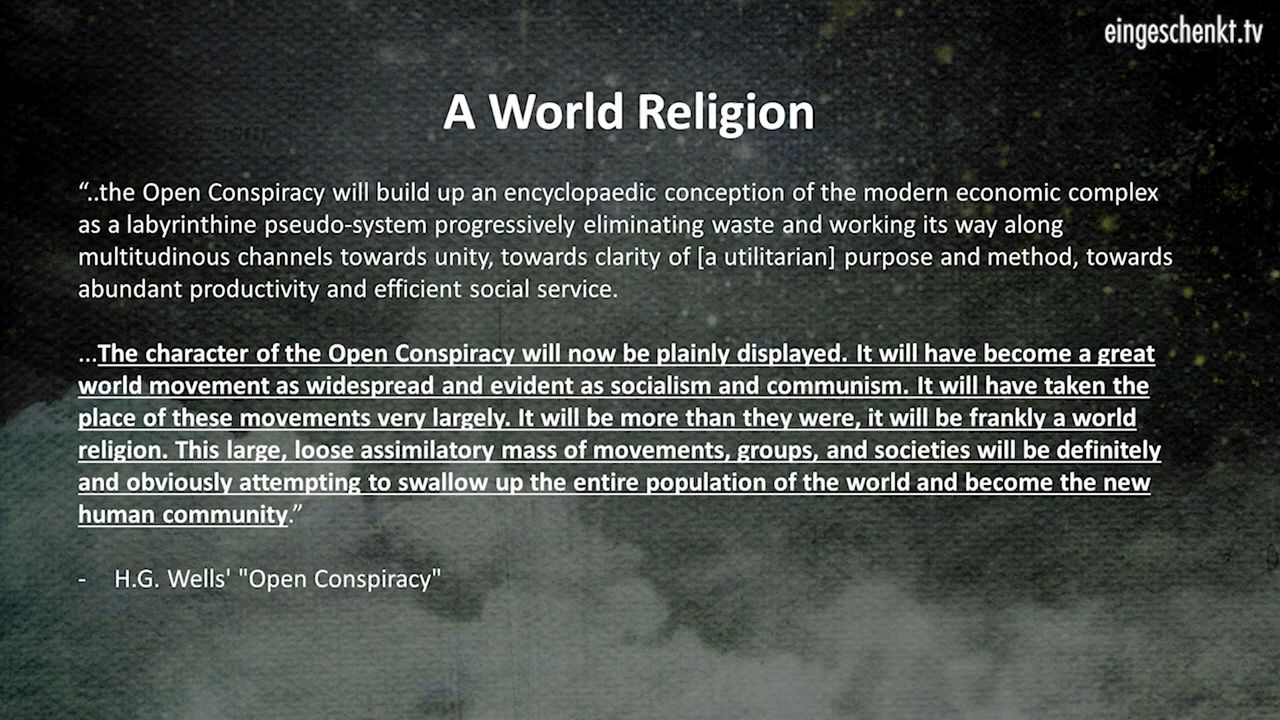 eingeschenkt.tv
A World Religion
“..the Open Conspiracy will build up an encyclopaedic conception of the modern economic complex
as a labyrinthine pseudo-system progressively eliminating waste and working its way along
multitudinous channels towards unity, towards clarity of [a utilitarian] purpose and method, towards
abundant productivity and efficient social service.
...The character of the Open Conspiracy will now be plainly displayed. It will have become a great
world movement as widespread and evident as socialism and communism. It will have taken the
place of these movements very largely. It will be more than they were, it will be frankly a world
religion. This large, loose assimilatory mass of movements, groups, and societies will be definitely
and obviously attempting to swallow up the entire population of the world and become the new
human community.”
- H.G. Wells' "Open Conspiracy"